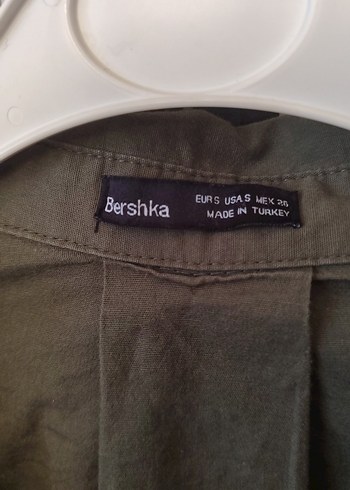 Bershka
EUR S USA S MEX 26
MADE IN TURKEY